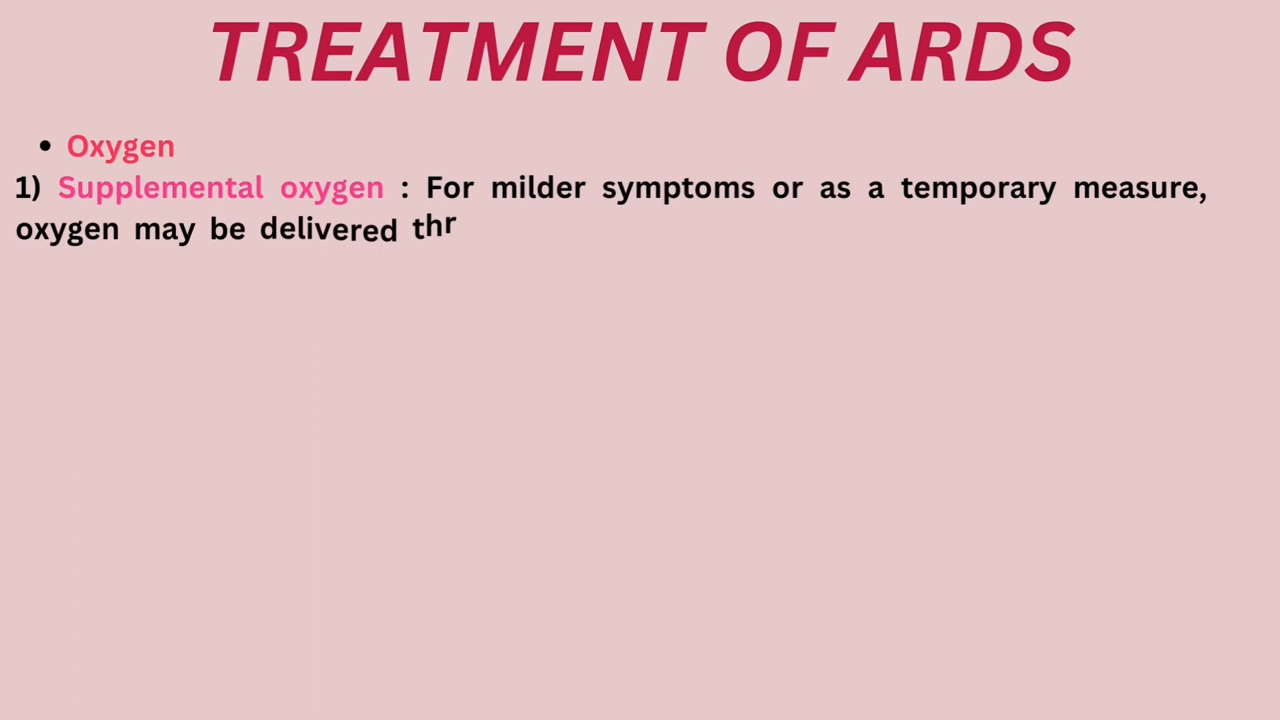 TREATMENT OF ARDS
• Oxygen
1) Supplemental oxygen : For milder symptoms or as a temporary measure,
oxygen may be delivered thr